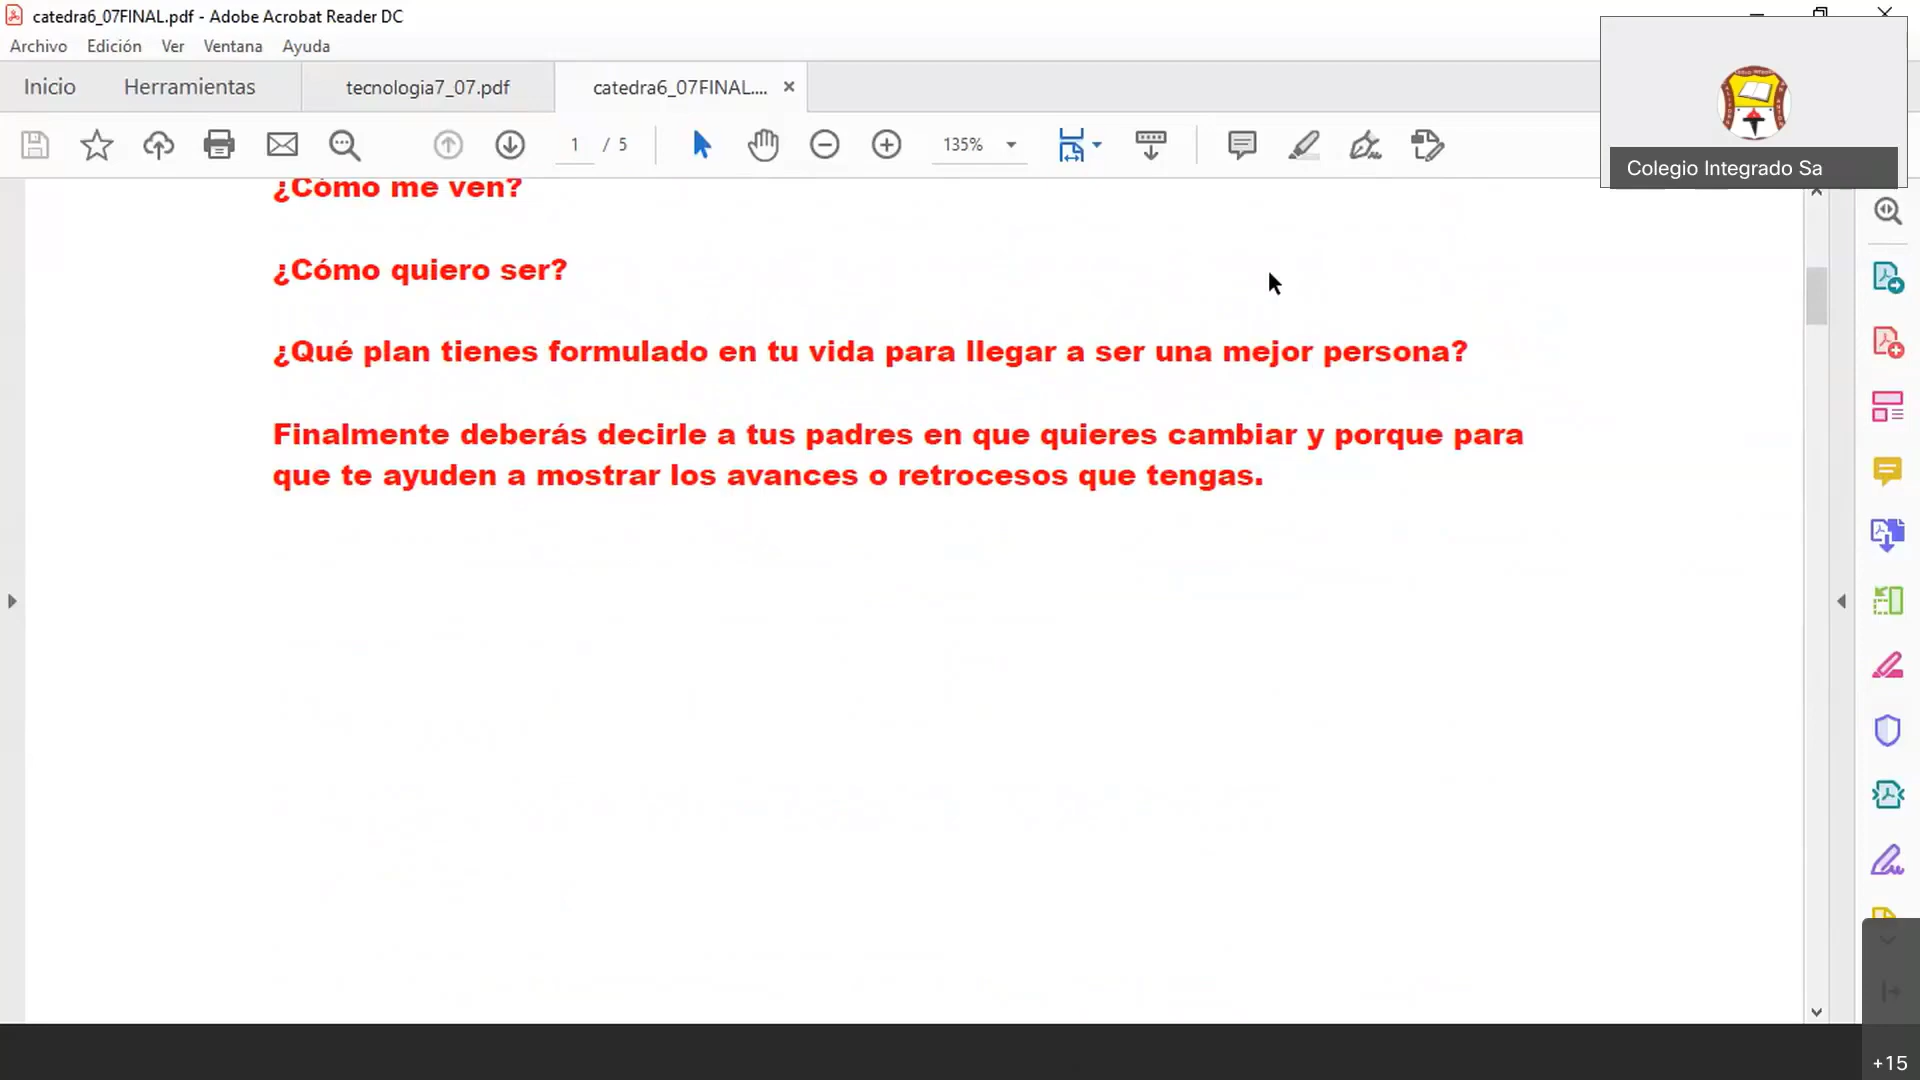 catedra6_07FINAL.pdf - Adobe Acrobat Reader DC
Archivo Edición Ver Ventana Ayuda
Inicio Herramientas tecnologia7_07.pdf catedra6_07FINAL....
1 / 5 135%
Colegio Integrado Sa
¿Cómo me ven?
¿Cómo quiero ser?
¿Qué plan tienes formulado en tu vida para llegar a ser una mejor persona?
Finalmente deberás decirle a tus padres en que quieres cambiar y porque para
que te ayuden a mostrar los avances o retrocesos que tengas.
+15